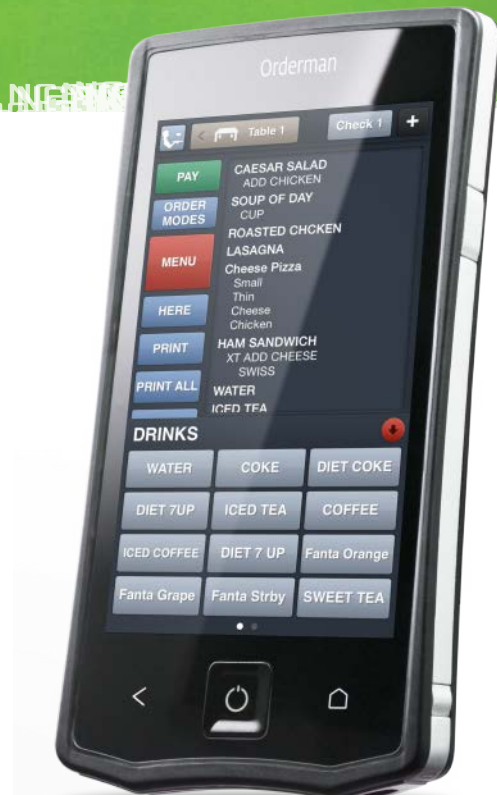 Orderman
Table 1
Check 1
+
PAY
ORDER
MODES
MENU
HERE
PRINT
PRINT ALL
CAESAR SALAD
ADD CHICKEN
SOUP OF DAY
CUP
ROASTED CHCKEN
LASAGNA
Cheese Pizza
Small
Thin
Cheese
Chicken
HAM SANDWICH
XT ADD CHEESE
SWISS
WATER
ICED TEA
DRINKS
WATER COKE DIET COKE
DIET 7UP ICED TEA COFFEE
ICED COFFEE DIET 7 UP Fanta Orange
Fanta Grape Fanta Strby SWEET TEA